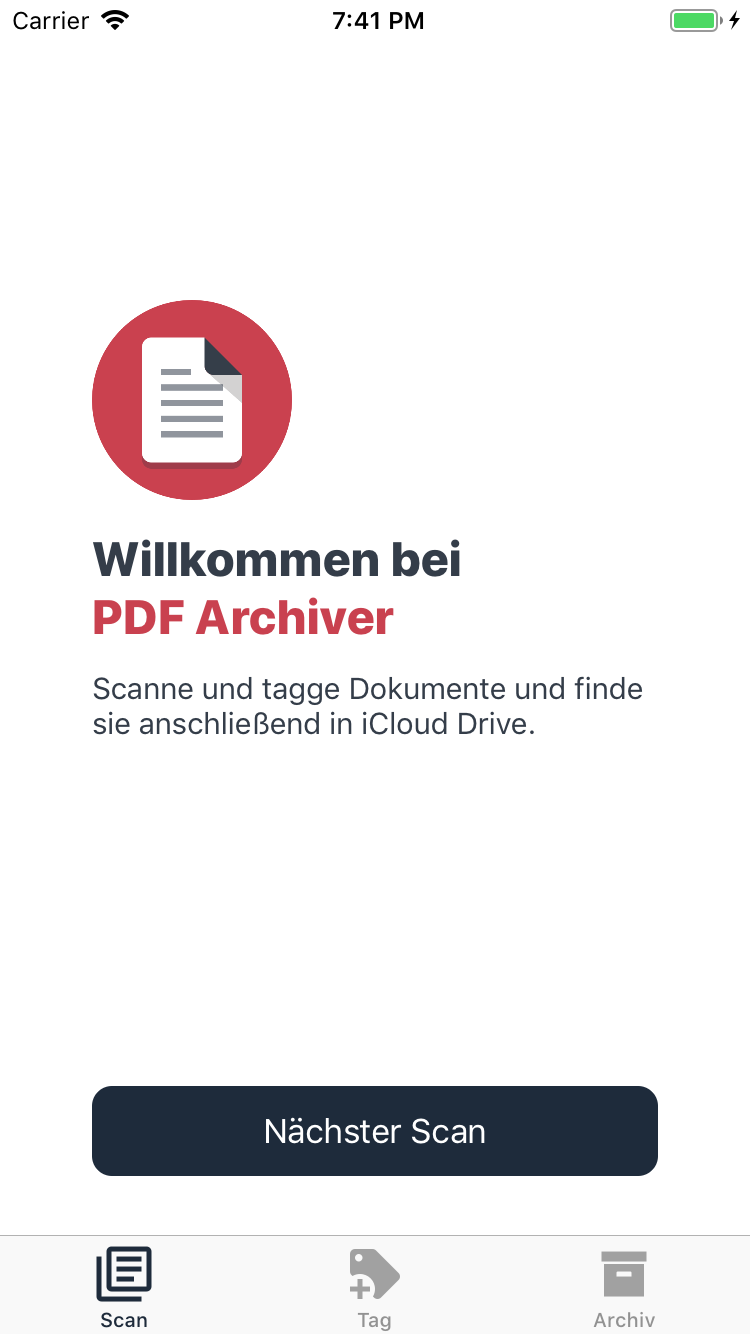 Carrier 7:41 PM
Willkommen bei
PDF Archiver
Scanne und tagge Dokumente und finde
sie anschließend in iCloud Drive.
Nächster Scan
Scan Tag Archiv